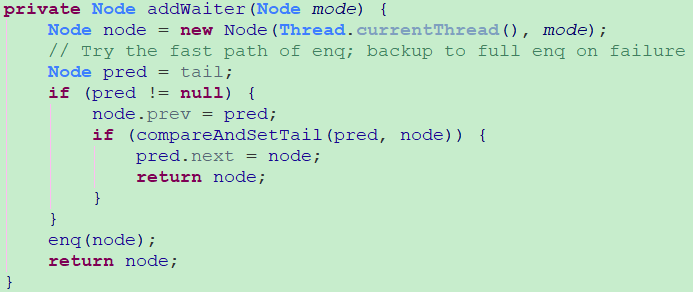 private Node addWaiter(Node mode) {
    Node node = new Node(Thread.currentThread(), mode);
    // Try the fast path of enq; backup to full enq on failure
    Node pred = tail;
    if (pred != null) {
        node.prev = pred;
        if (compareAndSetTail(pred, node)) {
            pred.next = node;
            return node;
        }
    }
    enq(node);
    return node;
}